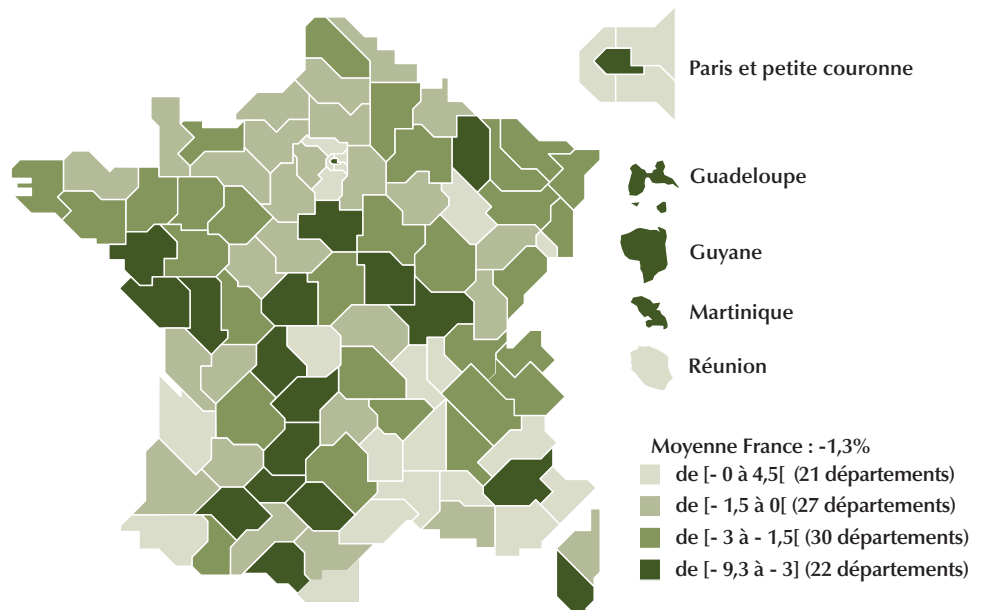 Paris et petite couronne
Guadeloupe
Guyane
Martinique
Réunion
Moyenne France : -1,3%
de [- 0 à 4,5[ (21 départements)
de [- 1,5 à 0[ (27 départements)
de [- 3 à - 1,5[ (30 départements)
de [- 9,3 à - 3] (22 départements)